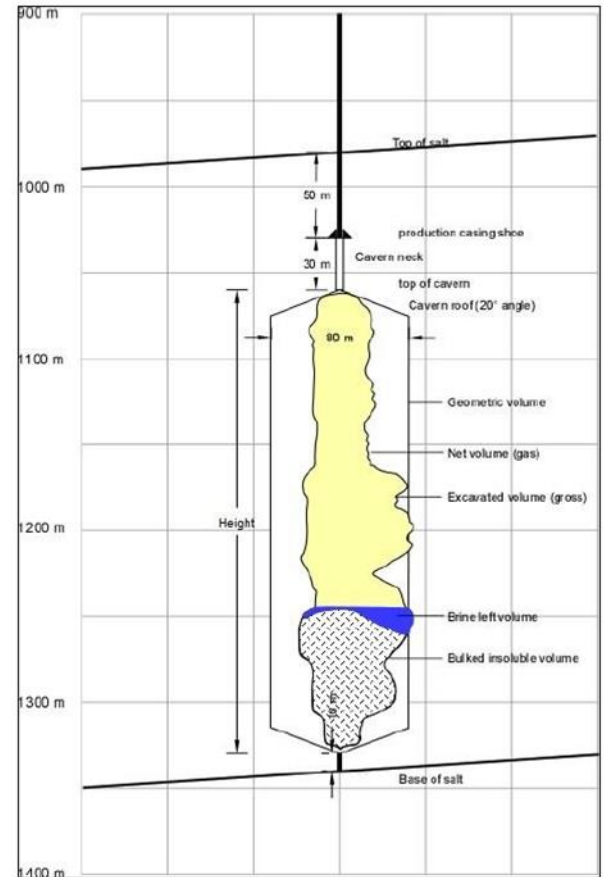 900 m
Top of salt
1000 m
50 m
production casing shoe
30 m
Cavern neck
top of cavern
Cavern roof (20° angle)
80 m
1100 m
Geometric volume
Net volume (gas)
Excavated volume (gross)
Height
1200 m
Brine left volume
Bulked insoluble volume
1300 m
Base of salt
1400 m